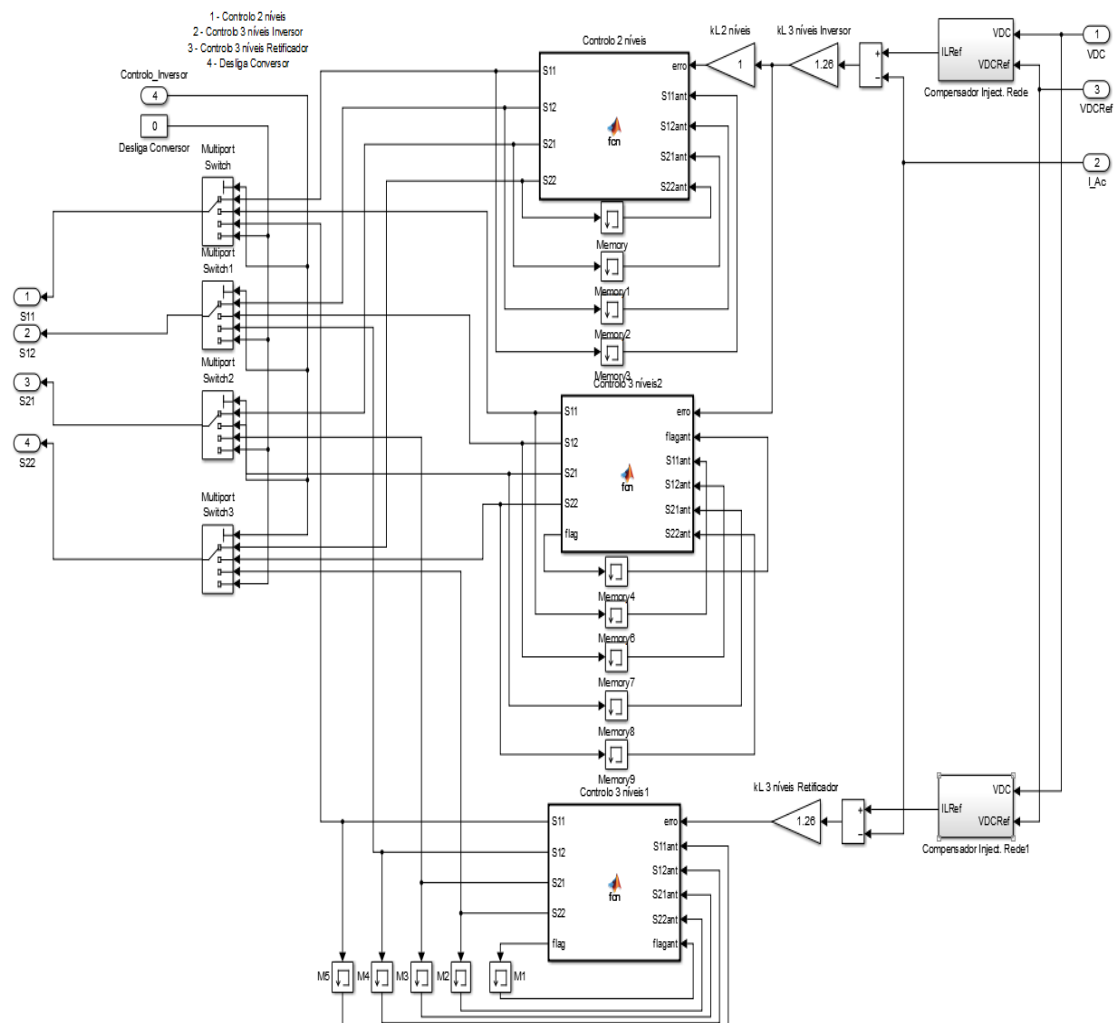 1 - Controlo 2 níveis
2 - Controlo 3 níveis Inversor
3 - Controlo 3 níveis Retificador
4 - Desliga Conversor
Controlo_Inversor
4
0
Desliga Conversor
Multiport
Switch
Multiport
Switch1
Multiport
Switch2
Multiport
Switch3
1
S11
2
S12
3
S21
4
S22
Controlo 2 níveis
S11
S12
S21
S22
fcn
erro
S11ant
S12ant
S21ant
S22ant
Memory
Memory1
Memory2
Memory3
kL 2 níveis
1
kL 3 níveis Inversor
1.26
+
−
ILRef
VDC
VDCRef
Compensador Inject. Rede
1
VDC
3
VDCRef
2
I_Ac
Controlo 3 níveis2
S11
S12
S21
S22
flag
fcn
erro
flagant
S11ant
S12ant
S21ant
S22ant
Memory4
Memory6
Memory7
Memory8
Memory9
Controlo 3 níveis1
S11
S12
S21
S22
flag
fcn
erro
S11ant
S12ant
S21ant
S22ant
flagant
kL 3 níveis Retificador
1.26
+
−
ILRef
VDC
VDCRef
Compensador Inject. Rede1
M5
M4
M3
M2
M1